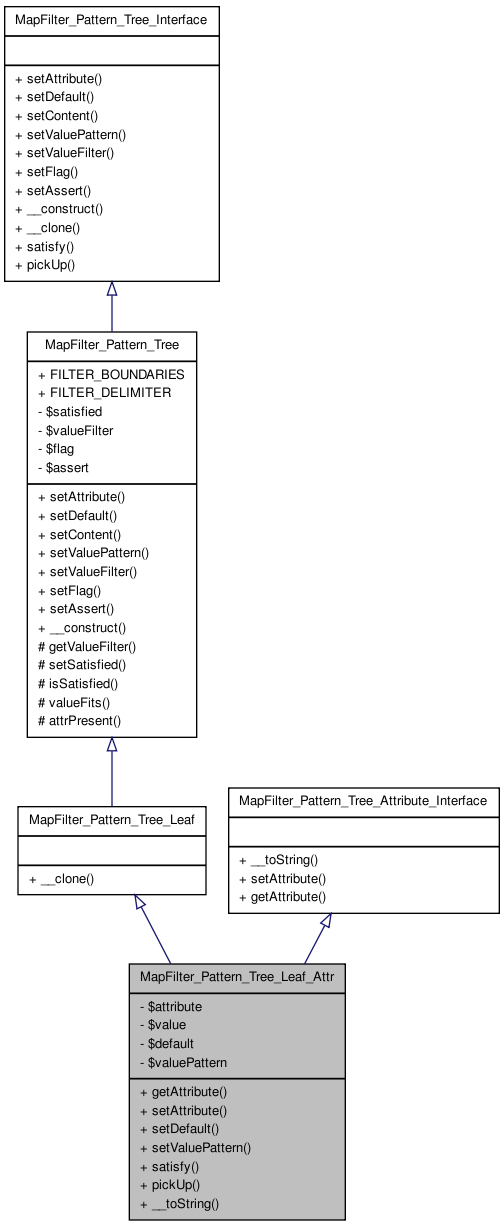 MapFilter_Pattern_Tree_Interface
+ setAttribute()
+ setDefault()
+ setContent()
+ setValuePattern()
+ setValueFilter()
+ setFlag()
+ setAssert()
+ __construct()
+ __clone()
+ satisfy()
+ pickUp()
MapFilter_Pattern_Tree
+ FILTER_BOUNDARIES
+ FILTER_DELIMITER
- $satisfied
- $valueFilter
- $flag
- $assert
+ setAttribute()
+ setDefault()
+ setContent()
+ setValuePattern()
+ setValueFilter()
+ setFlag()
+ setAssert()
+ __construct()
# getValueFilter()
# setSatisfied()
# isSatisfied()
# valueFits()
# attrPresent()
MapFilter_Pattern_Tree_Leaf
+ __clone()
MapFilter_Pattern_Tree_Attribute_Interface
+ __toString()
+ setAttribute()
+ getAttribute()
MapFilter_Pattern_Tree_Leaf_Attr
- $attribute
- $value
- $default
- $valuePattern
+ getAttribute()
+ setAttribute()
+ setDefault()
+ setValuePattern()
+ satisfy()
+ pickUp()
+ __toString()